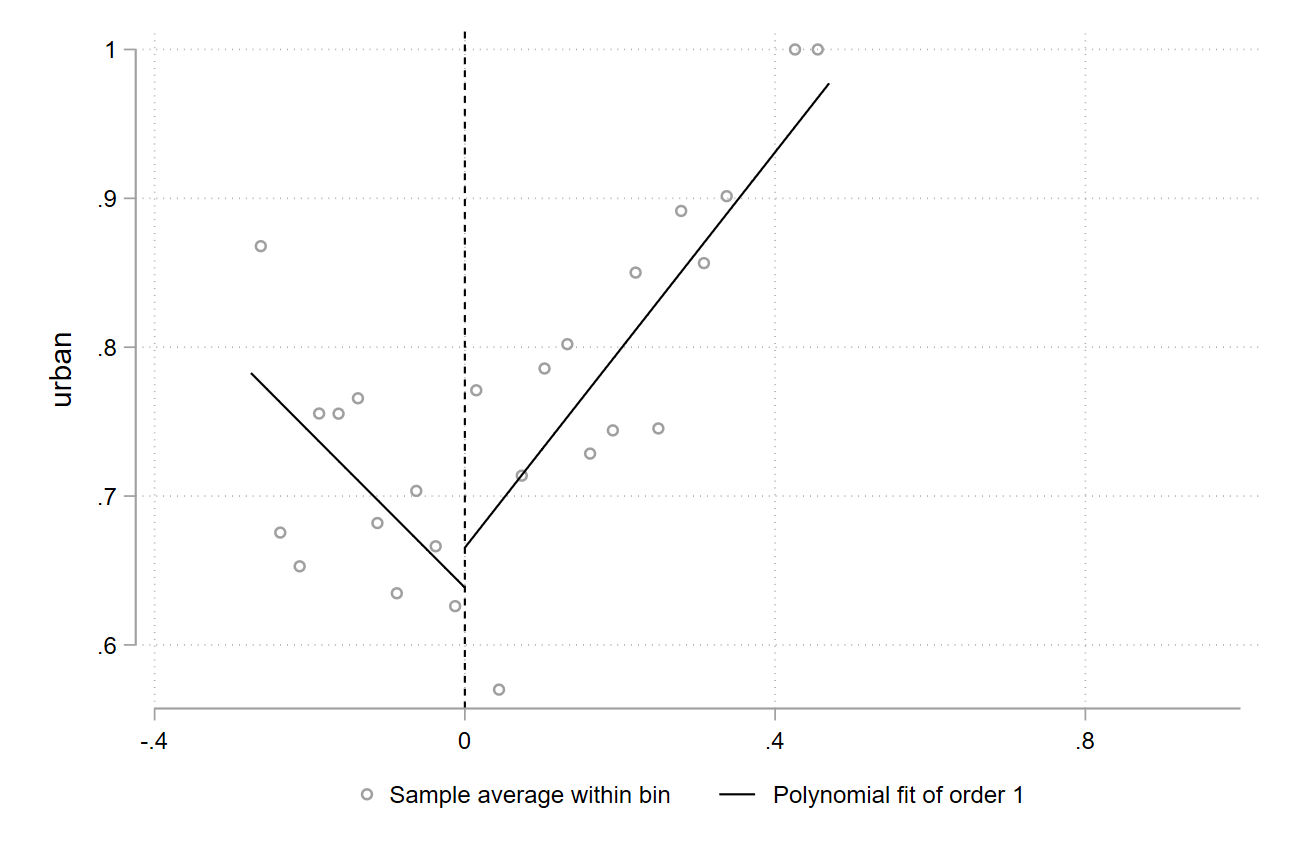 1
.9
.8
.7
.6
urban
-.4 0 .4 .8
Sample average within bin Polynomial fit of order 1